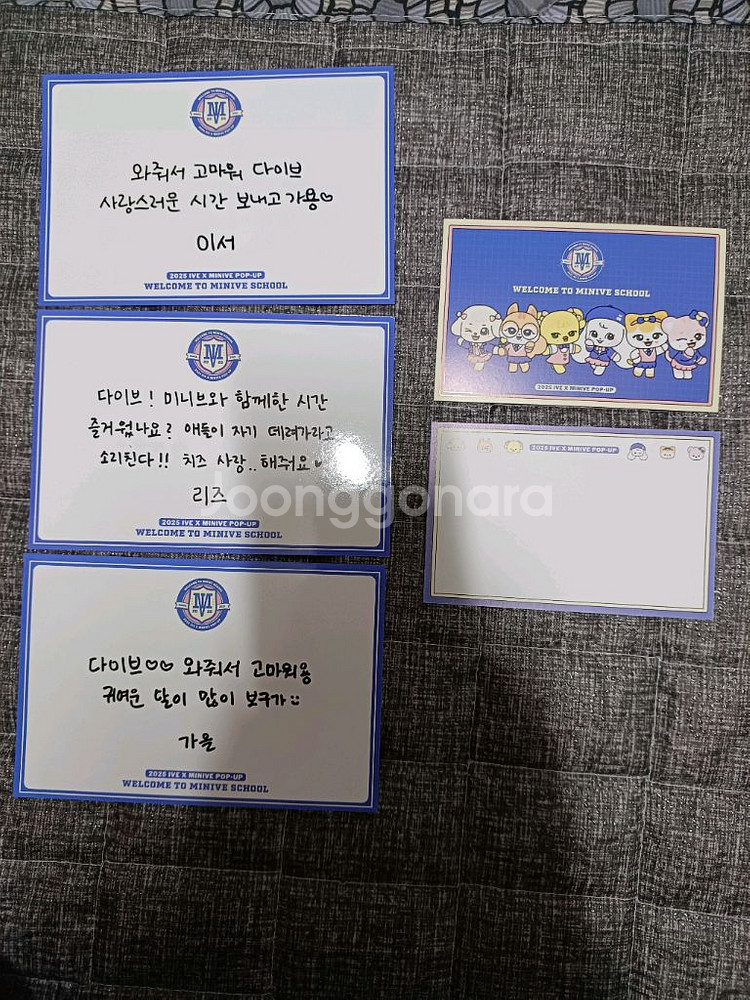 와줘서 고마워 다이브
사랑스러운 시간 보내고 가용♡
이서
2025 IVE X MINIVE POP-UP
WELCOME TO MINIVE SCHOOL
다이브! 미니브와 함께한 시간
즐거웠나요? 애들이 자기 데려가라고
소리친다!! 치즈 사랑..해줘요♥
리즈
2025 IVE X MINIVE POP-UP
WELCOME TO MINIVE SCHOOL
다이브♡♡ 와줘서 고마워용
귀여운 달이 많이 보구가
가을
2025 IVE X MINIVE POP-UP
WELCOME TO MINIVE SCHOOL
WELCOME TO MINIVE SCHOOL
2025 IVE X MINIVE POP-UP
2025 IVE X MINIVE POP-UP
Joonggonara